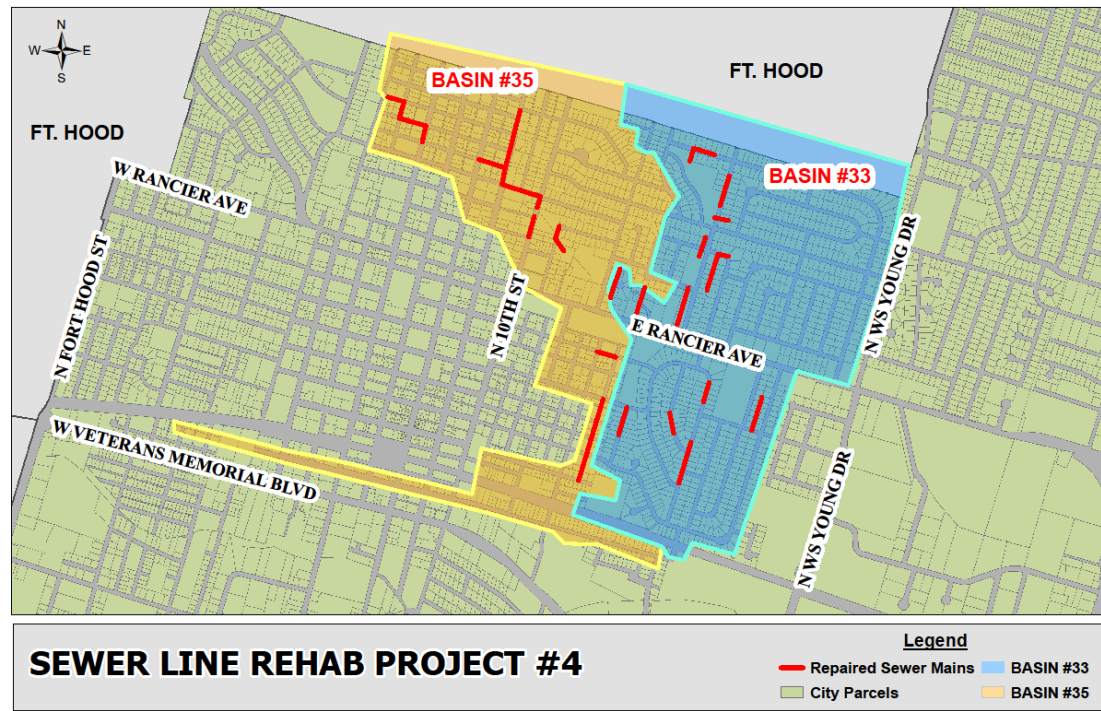 N
W E
S
FT. HOOD
BASIN #35
FT. HOOD
BASIN #33
W RANCIER AVE
N FORT HOOD ST
N 10TH ST
E RANCIER AVE
N WS YOUNG DR
W VETERANS MEMORIAL BLVD
N WS YOUNG DR
SEWER LINE REHAB PROJECT #4
Legend
Repaired Sewer Mains
BASIN #33
City Parcels
BASIN #35